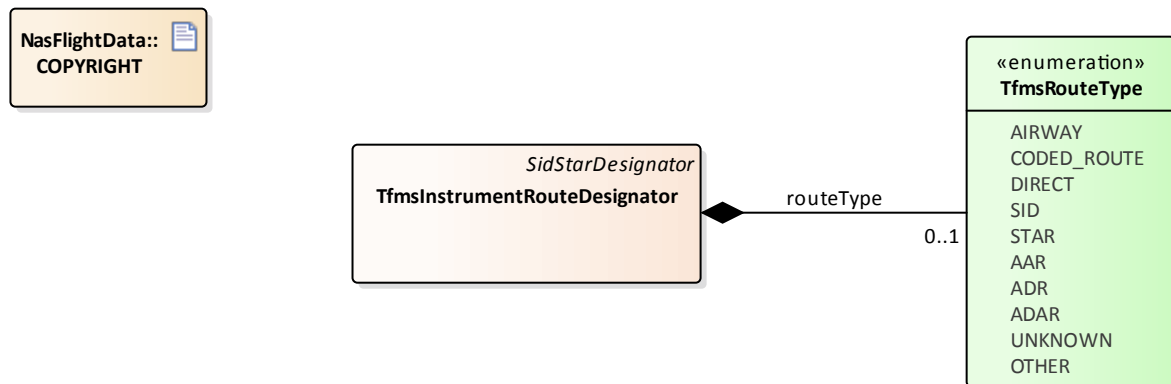 NasFlightData::
COPYRIGHT
SidStarDesignator
TfmsInstrumentRouteDesignator
routeType
0..1
«enumeration»
TfmsRouteType
AIRWAY
CODED_ROUTE
DIRECT
SID
STAR
AAR
ADR
ADAR
UNKNOWN
OTHER